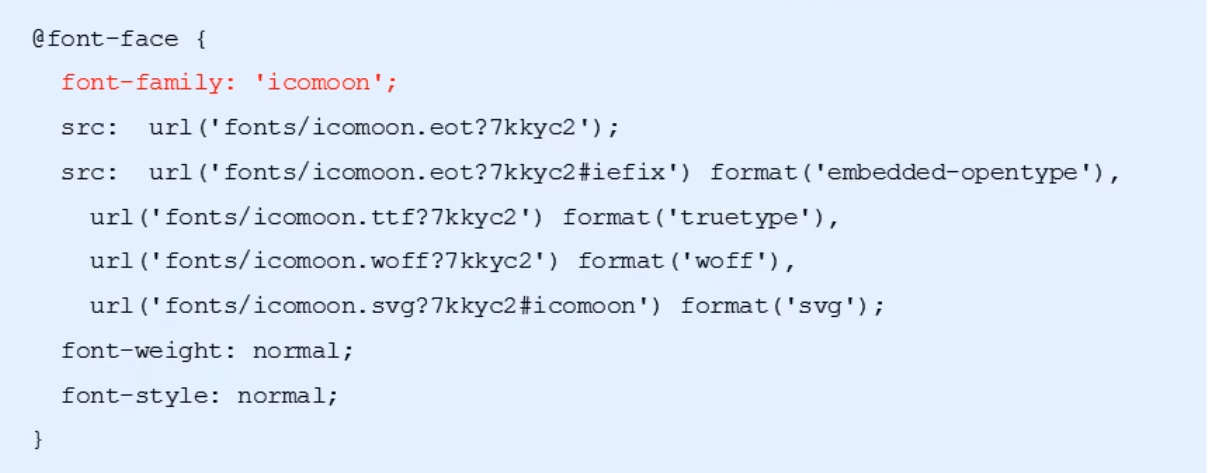 @font-face {
  font-family: 'icomoon';
  src:  url('fonts/icomoon.eot?7kkyc2');
  src:  url('fonts/icomoon.eot?7kkyc2#iefix') format('embedded-opentype'),
    url('fonts/icomoon.ttf?7kkyc2') format('truetype'),
    url('fonts/icomoon.woff?7kkyc2') format('woff'),
    url('fonts/icomoon.svg?7kkyc2#icomoon') format('svg');
  font-weight: normal;
  font-style: normal;
}